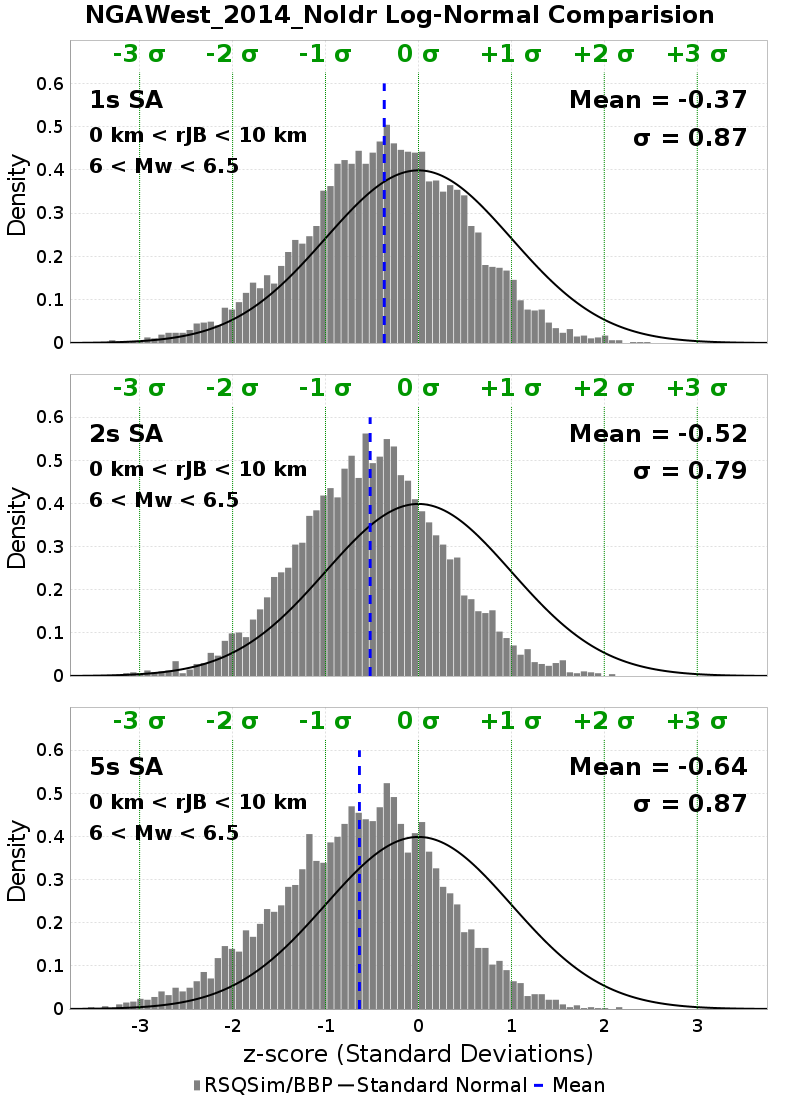 NGAWest_2014_NoIdr Log-Normal Comparision
-3 σ -2 σ -1 σ 0 σ +1 σ +2 σ +3 σ
1s SA
Mean = -0.37
0 km < rJB < 10 km
σ = 0.87
6 < Mw < 6.5
Density
0.6
0.5
0.4
0.3
0.2
0.1
0
-3 σ -2 σ -1 σ 0 σ +1 σ +2 σ +3 σ
2s SA
Mean = -0.52
0 km < rJB < 10 km
σ = 0.79
6 < Mw < 6.5
Density
0.6
0.5
0.4
0.3
0.2
0.1
0
-3 σ -2 σ -1 σ 0 σ +1 σ +2 σ +3 σ
5s SA
Mean = -0.64
0 km < rJB < 10 km
σ = 0.87
6 < Mw < 6.5
Density
0.6
0.5
0.4
0.3
0.2
0.1
0
-3 -2 -1 0 1 2 3
z-score (Standard Deviations)
RSQSim/BBP Standard Normal Mean